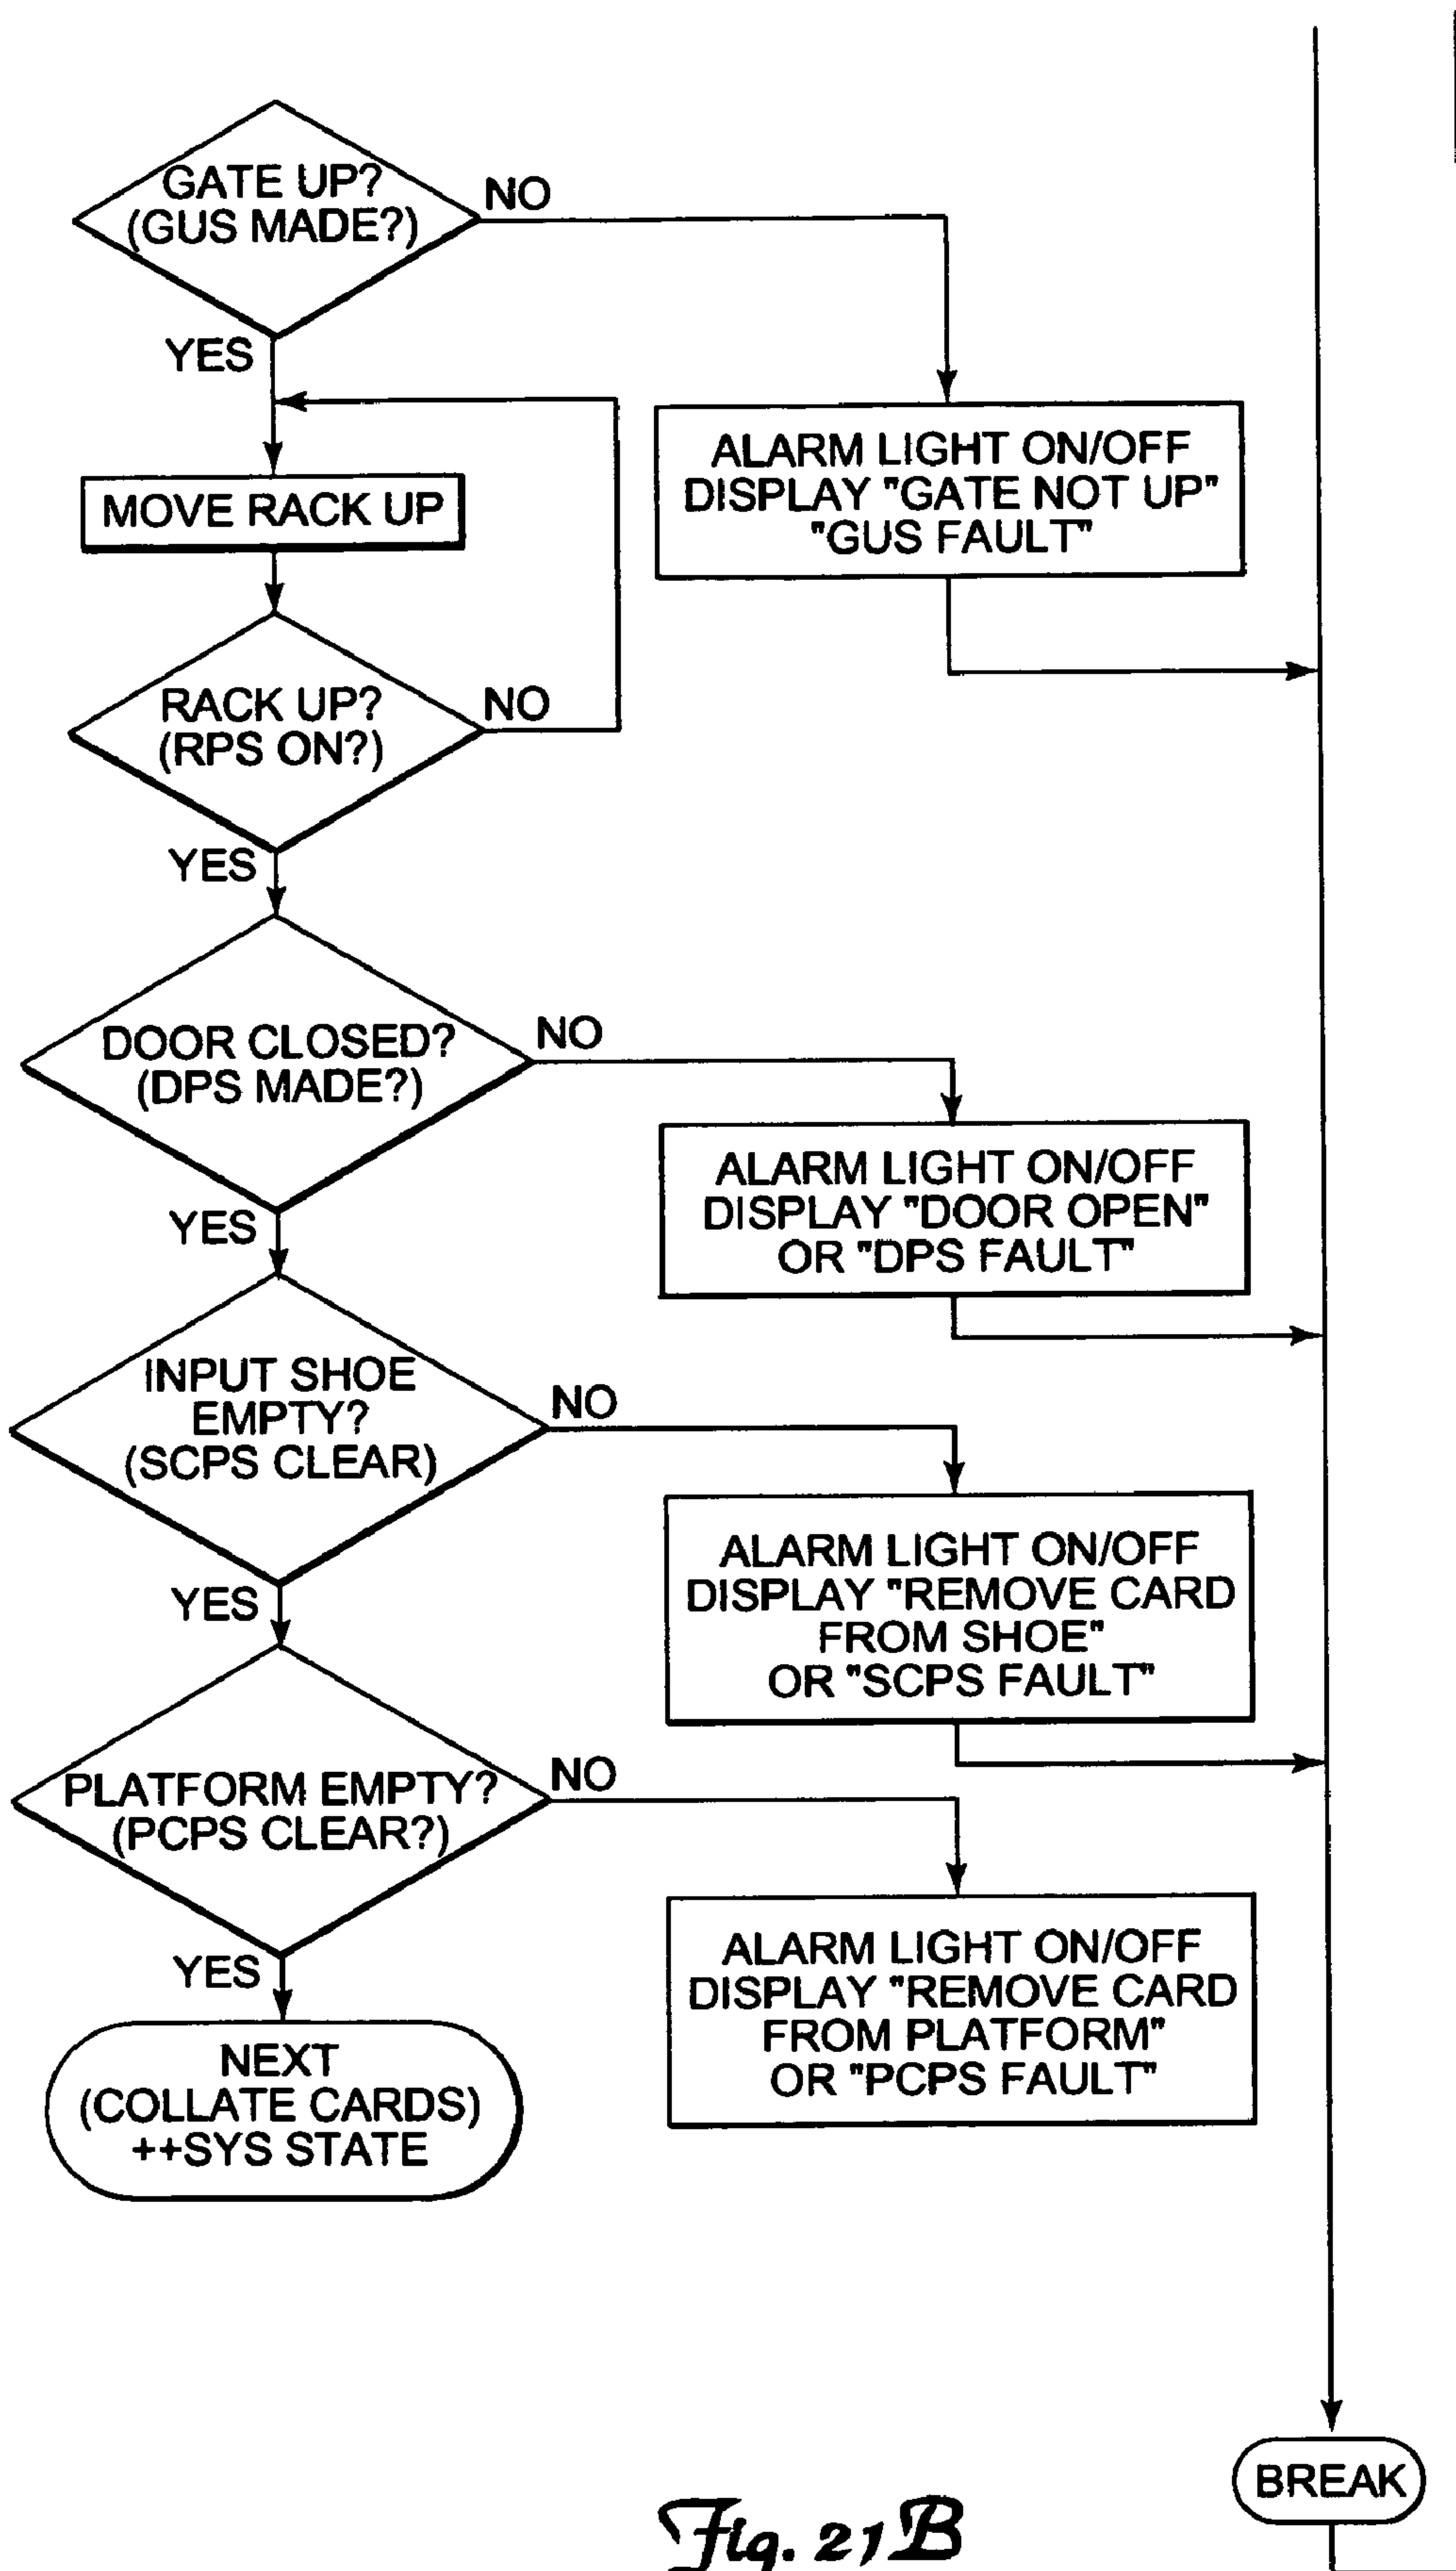 GATE UP?
(GUS MADE?)
NO
YES
ALARM LIGHT ON/OFF
DISPLAY "GATE NOT UP"
"GUS FAULT"
MOVE RACK UP
RACK UP?
(RPS ON?)
NO
YES
DOOR CLOSED?
(DPS MADE?)
NO
YES
ALARM LIGHT ON/OFF
DISPLAY "DOOR OPEN"
OR "DPS FAULT"
INPUT SHOE
EMPTY?
(SCPS CLEAR)
NO
YES
ALARM LIGHT ON/OFF
DISPLAY "REMOVE CARD
FROM SHOE"
OR "SCPS FAULT"
PLATFORM EMPTY?
(PCPS CLEAR?)
NO
YES
ALARM LIGHT ON/OFF
DISPLAY "REMOVE CARD
FROM PLATFORM"
OR "PCPS FAULT"
NEXT
(COLLATE CARDS)
++SYS STATE
BREAK
Fig. 21B